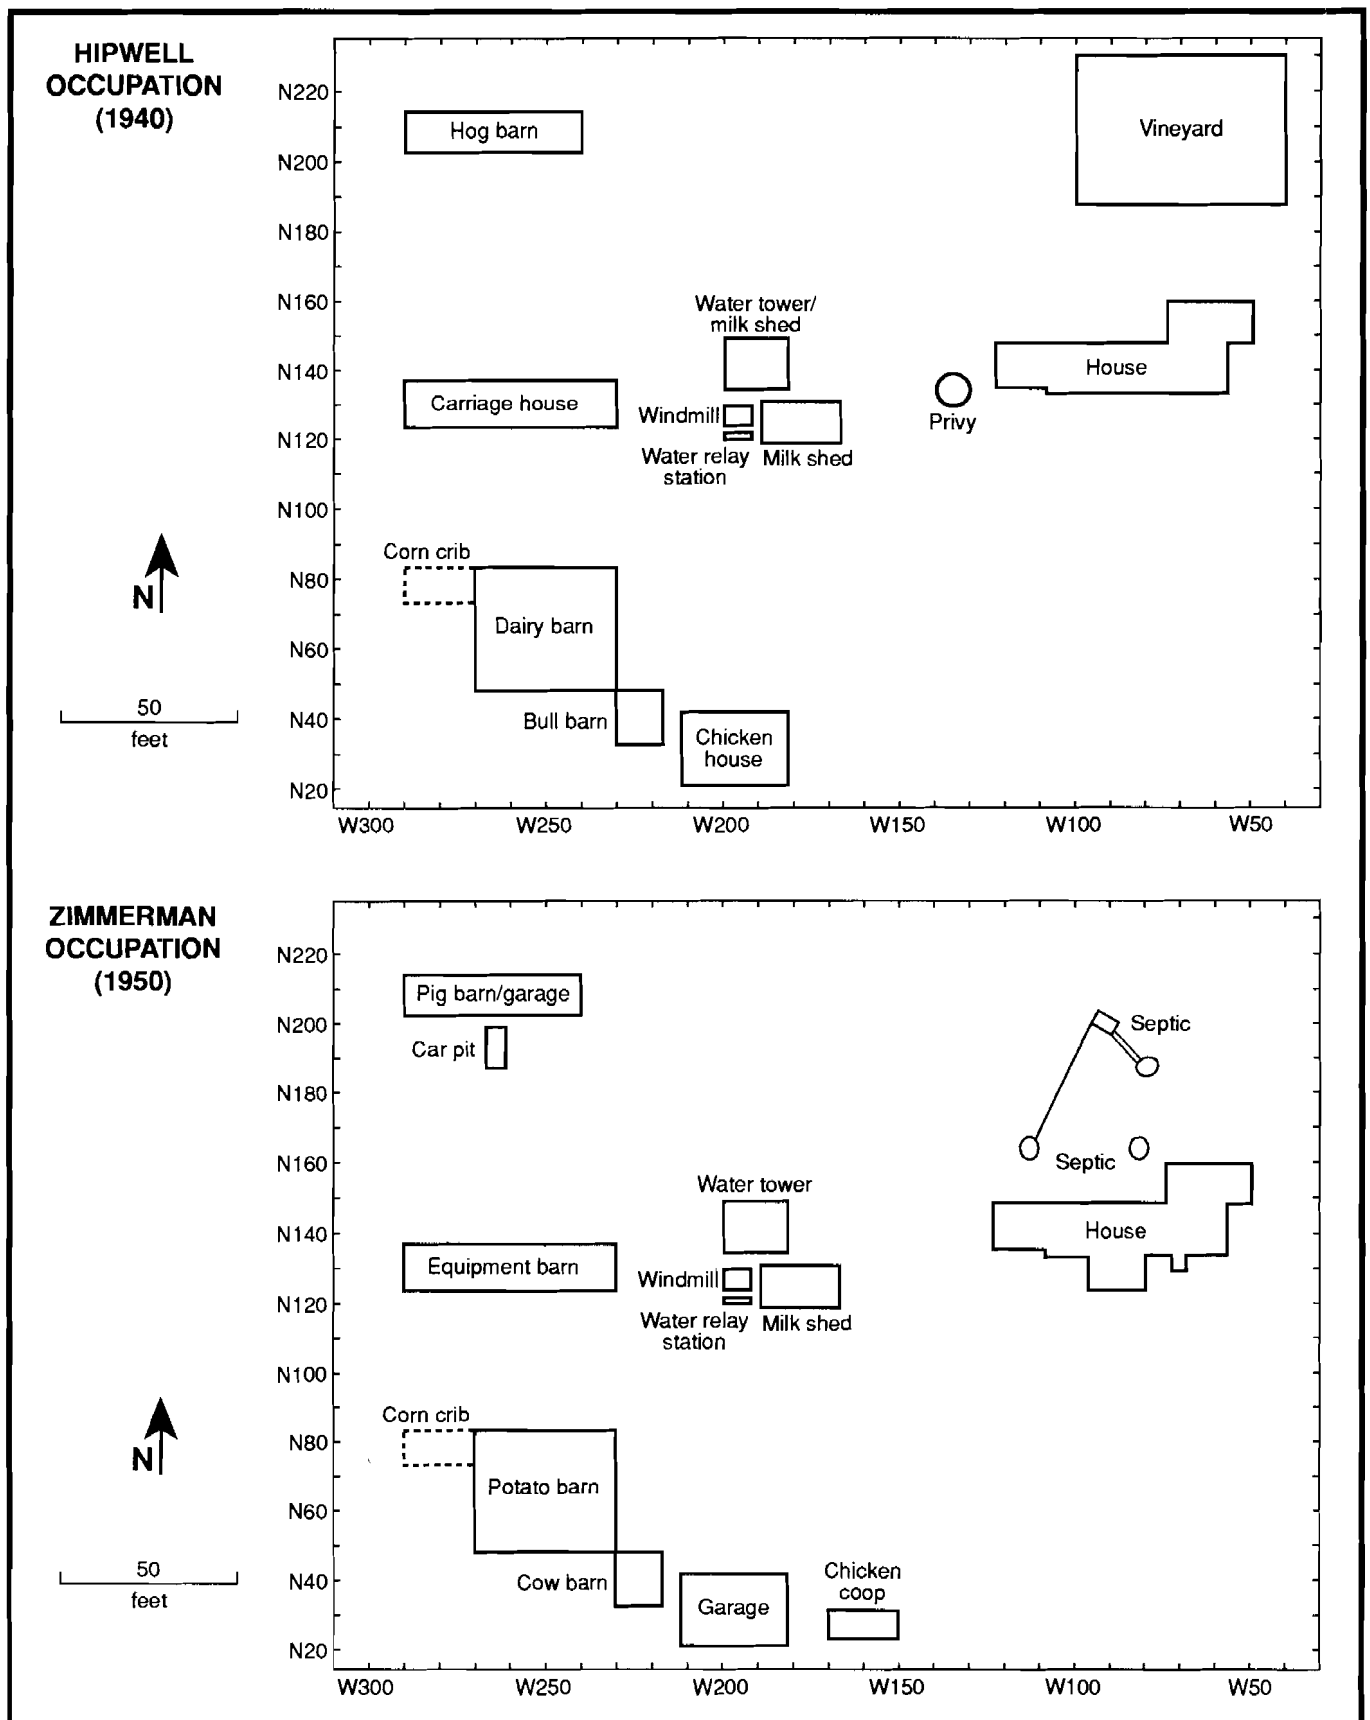 HIPWELL
OCCUPATION
(1940)
N220
N200
N180
N160
N140
N120
N100
N80
N60
N40
N20
Hog barn
Vineyard
Water tower/
milk shed
House
Carriage house
Windmill
Privy
Water relay
station
Milk shed
Corn crib
Dairy barn
Bull barn
Chicken
house
N
50
feet
W300
W250
W200
W150
W100
W50
ZIMMERMAN
OCCUPATION
(1950)
N220
N200
N180
N160
N140
N120
N100
N80
N60
N40
N20
Pig barn/garage
Car pit
Septic
Septic
Water tower
House
Equipment barn
Windmill
Water relay
station
Milk shed
Corn crib
Potato barn
Cow barn
Garage
Chicken
coop
N
50
feet
W300
W250
W200
W150
W100
W50